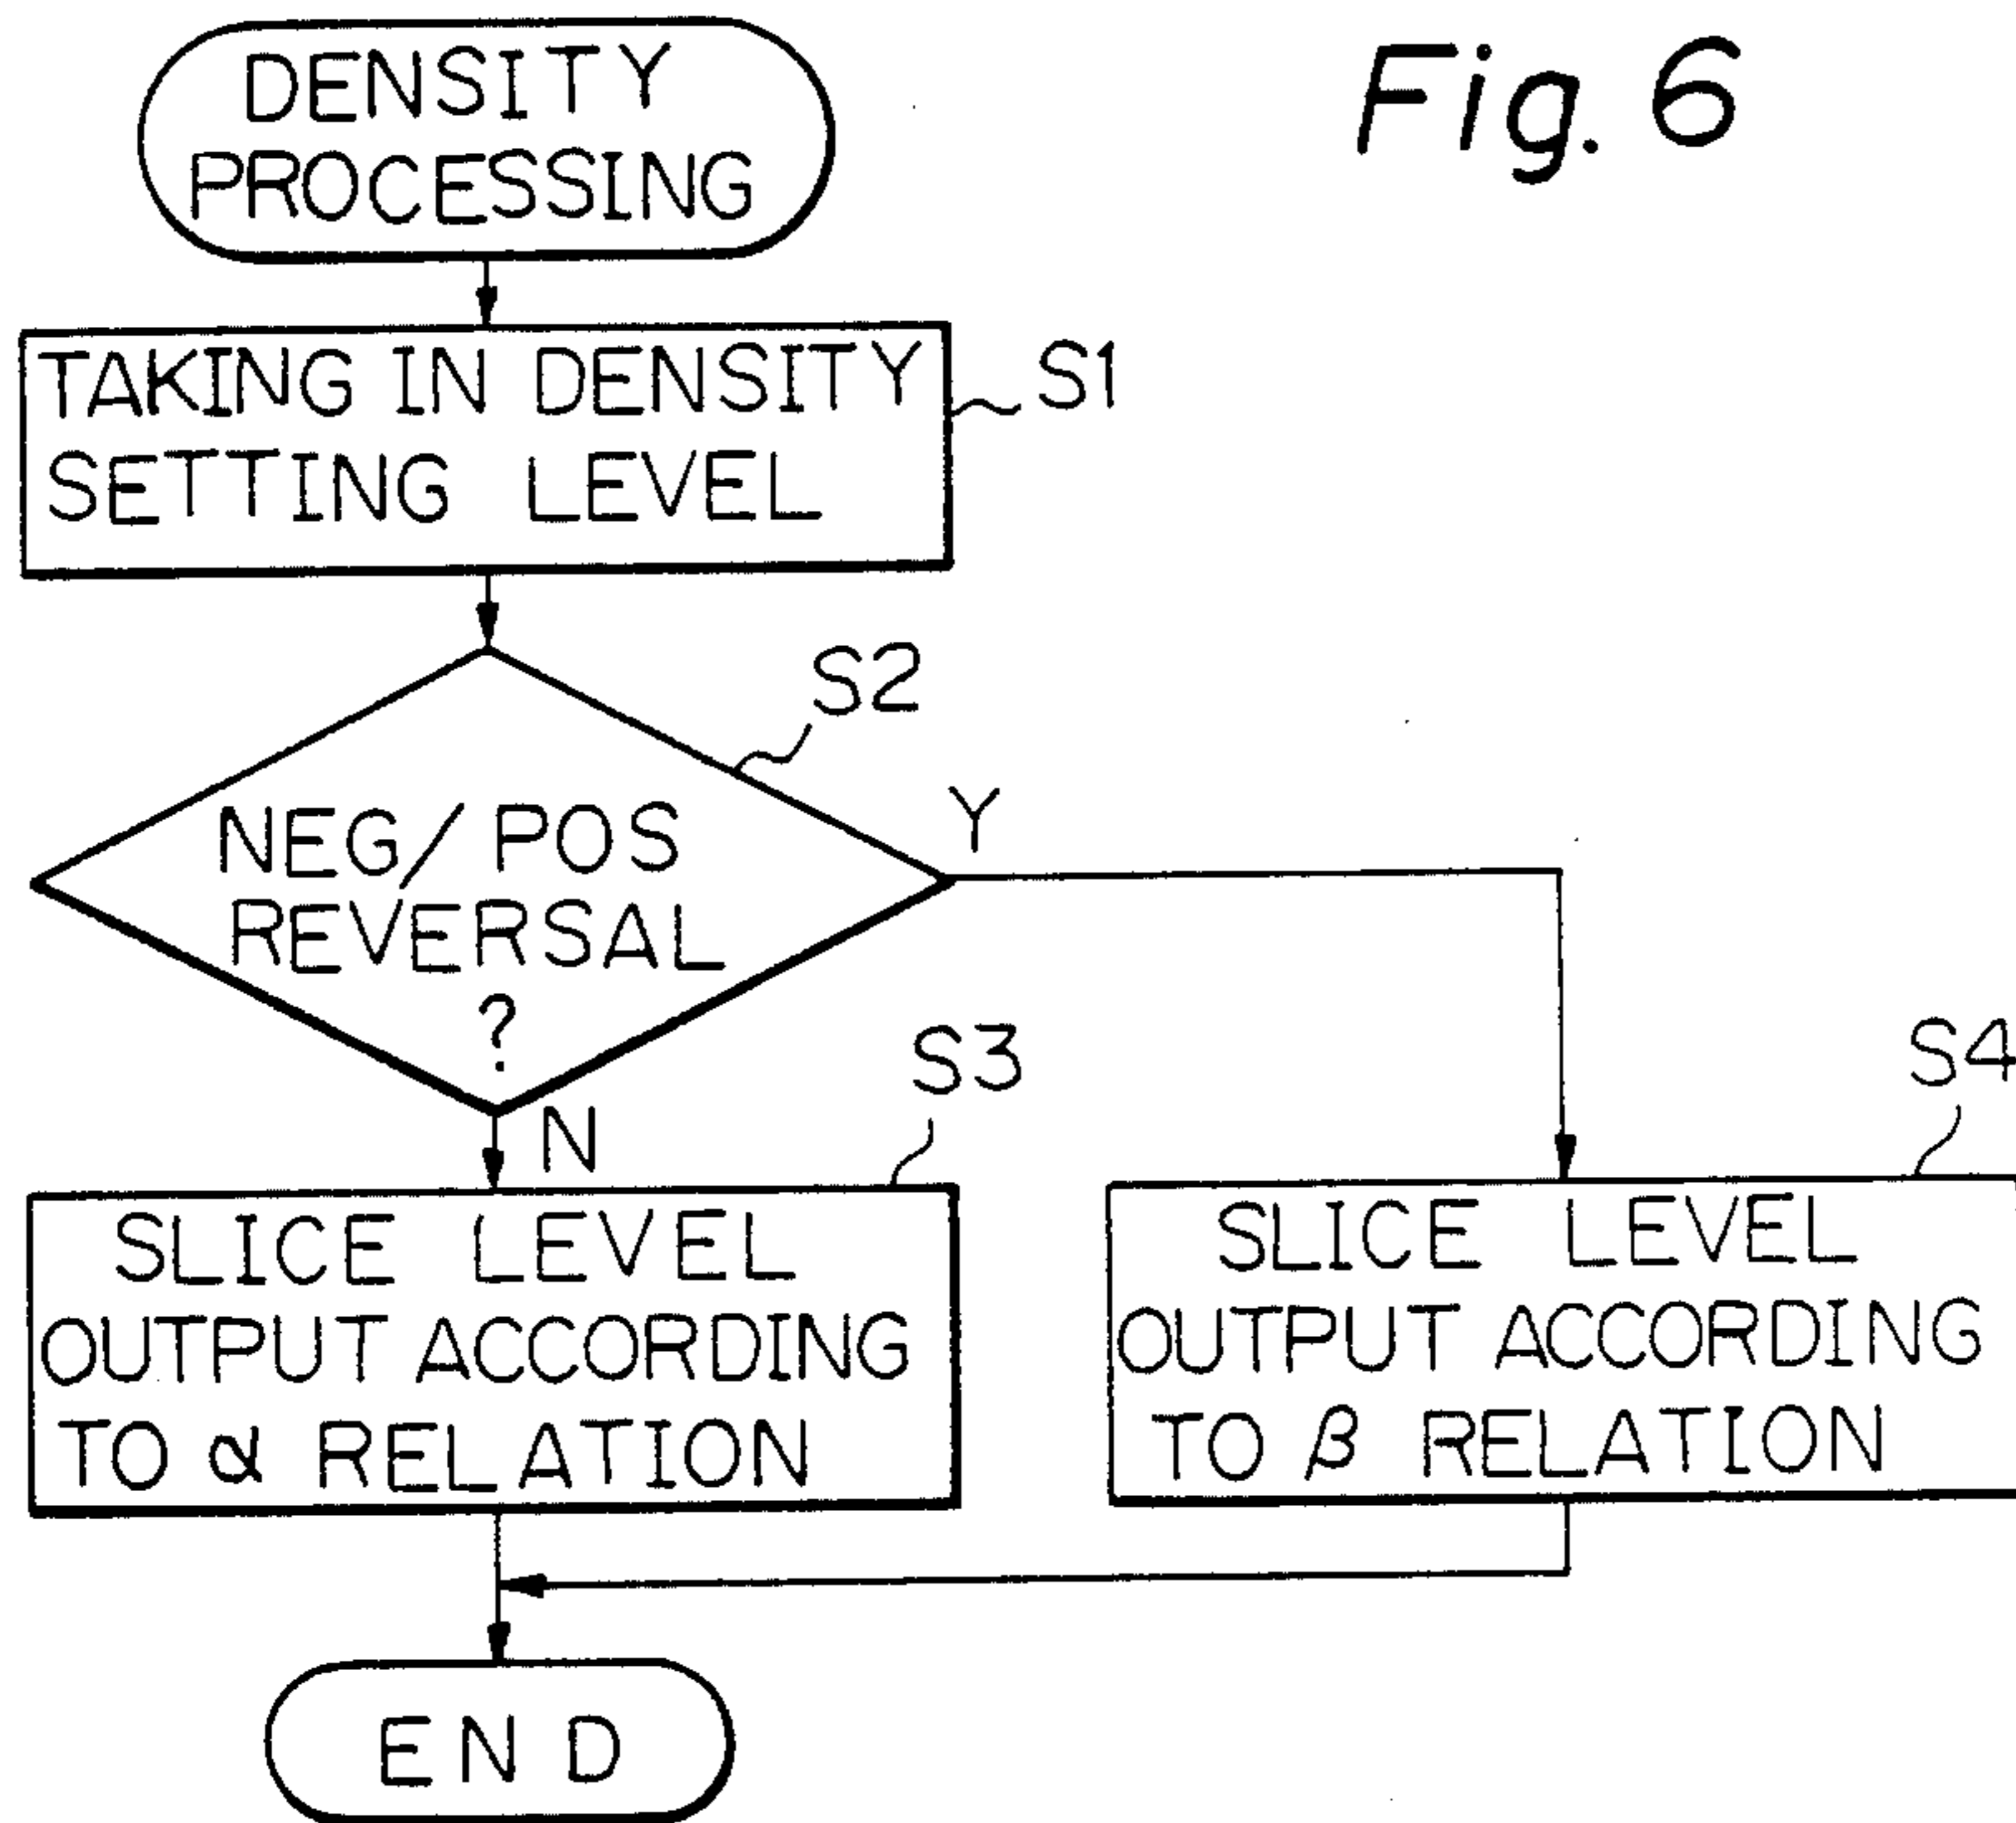 Fig. 6
DENSITY
PROCESSING
TAKING IN DENSITY
SETTING LEVEL
S1
S2
NEG/POS
REVERSAL
?
Y
N
S3
SLICE LEVEL
OUTPUT ACCORDING
TO α RELATION
S4
SLICE LEVEL
OUTPUT ACCORDING
TO β RELATION
END